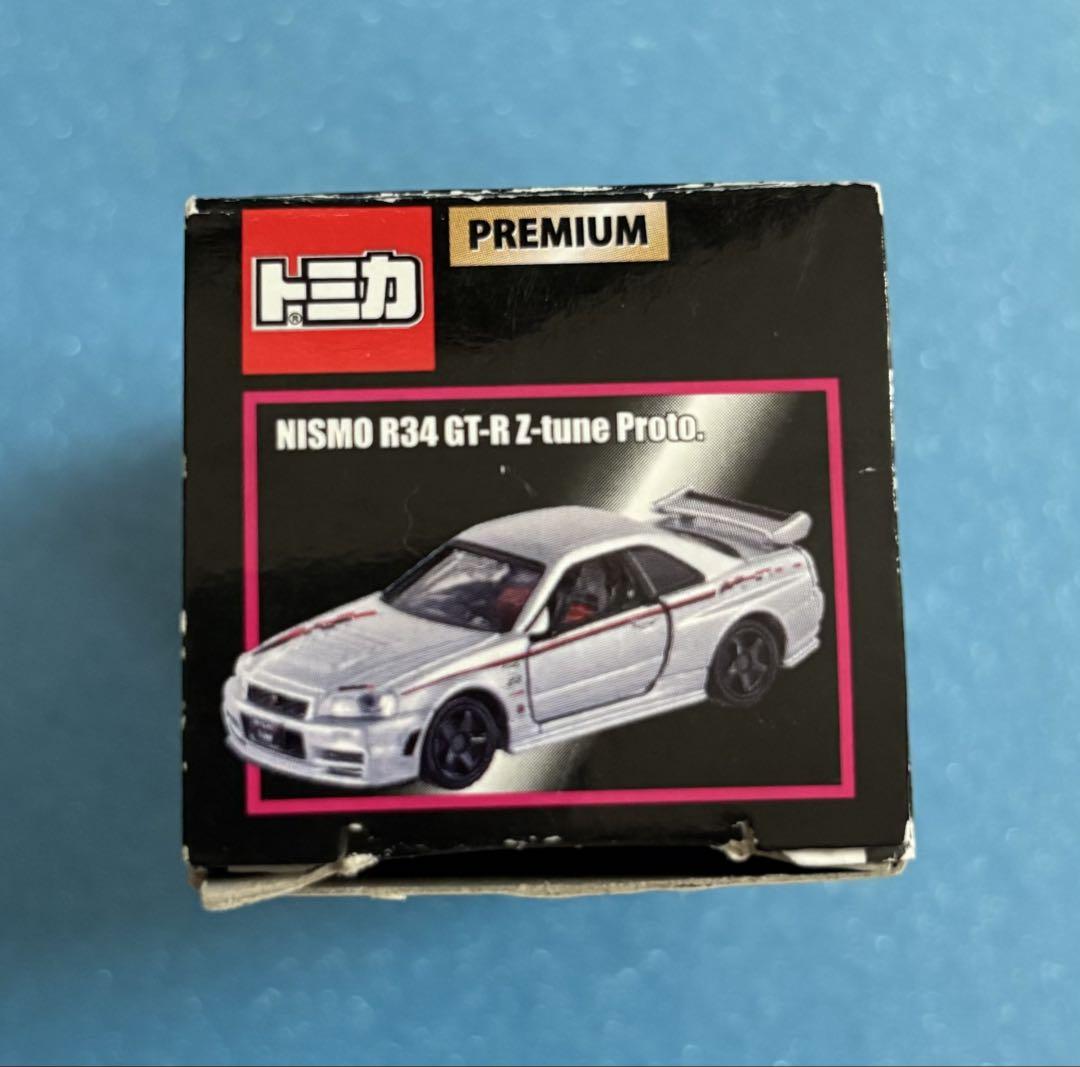 トミカ®
PREMIUM
NISMO R34 GT-R Z-tune Proto.